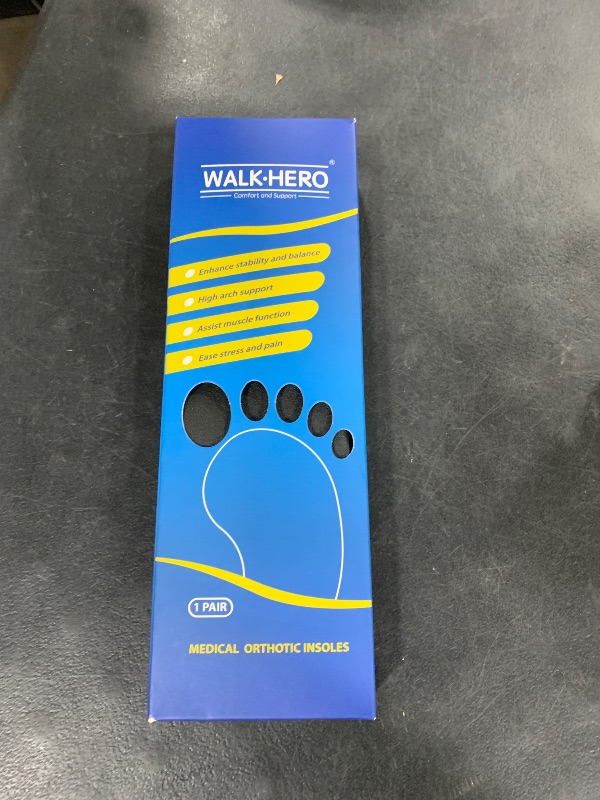 WALK•HERO®
Comfort and Support
Enhance stability and balance
High arch support
Assist muscle function
Ease stress and pain
1 PAIR
MEDICAL ORTHOTIC INSOLES